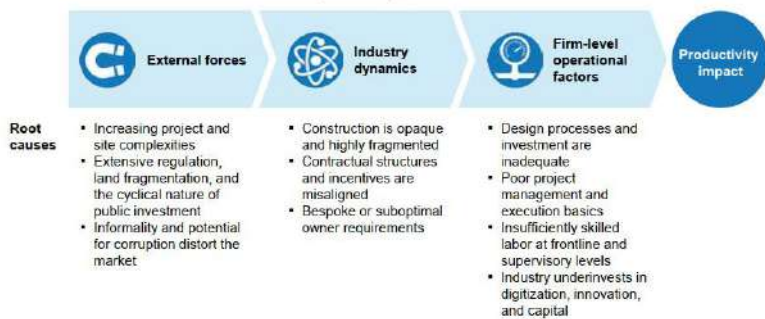 External forces
Industry
dynamics
Firm-level
operational
factors
Productivity
impact
Root
causes
▪ Increasing project and
site complexities
▪ Extensive regulation,
land fragmentation, and
the cyclical nature of
public investment
▪ Informality and potential
for corruption distort the
market
▪ Construction is opaque
and highly fragmented
▪ Contractual structures
and incentives are
misaligned
▪ Bespoke or suboptimal
owner requirements
▪ Design processes and
investment are
inadequate
▪ Poor project
management and
execution basics
▪ Insufficiently skilled
labor at frontline and
supervisory levels
▪ Industry underinvests in
digitization, innovation,
and capital